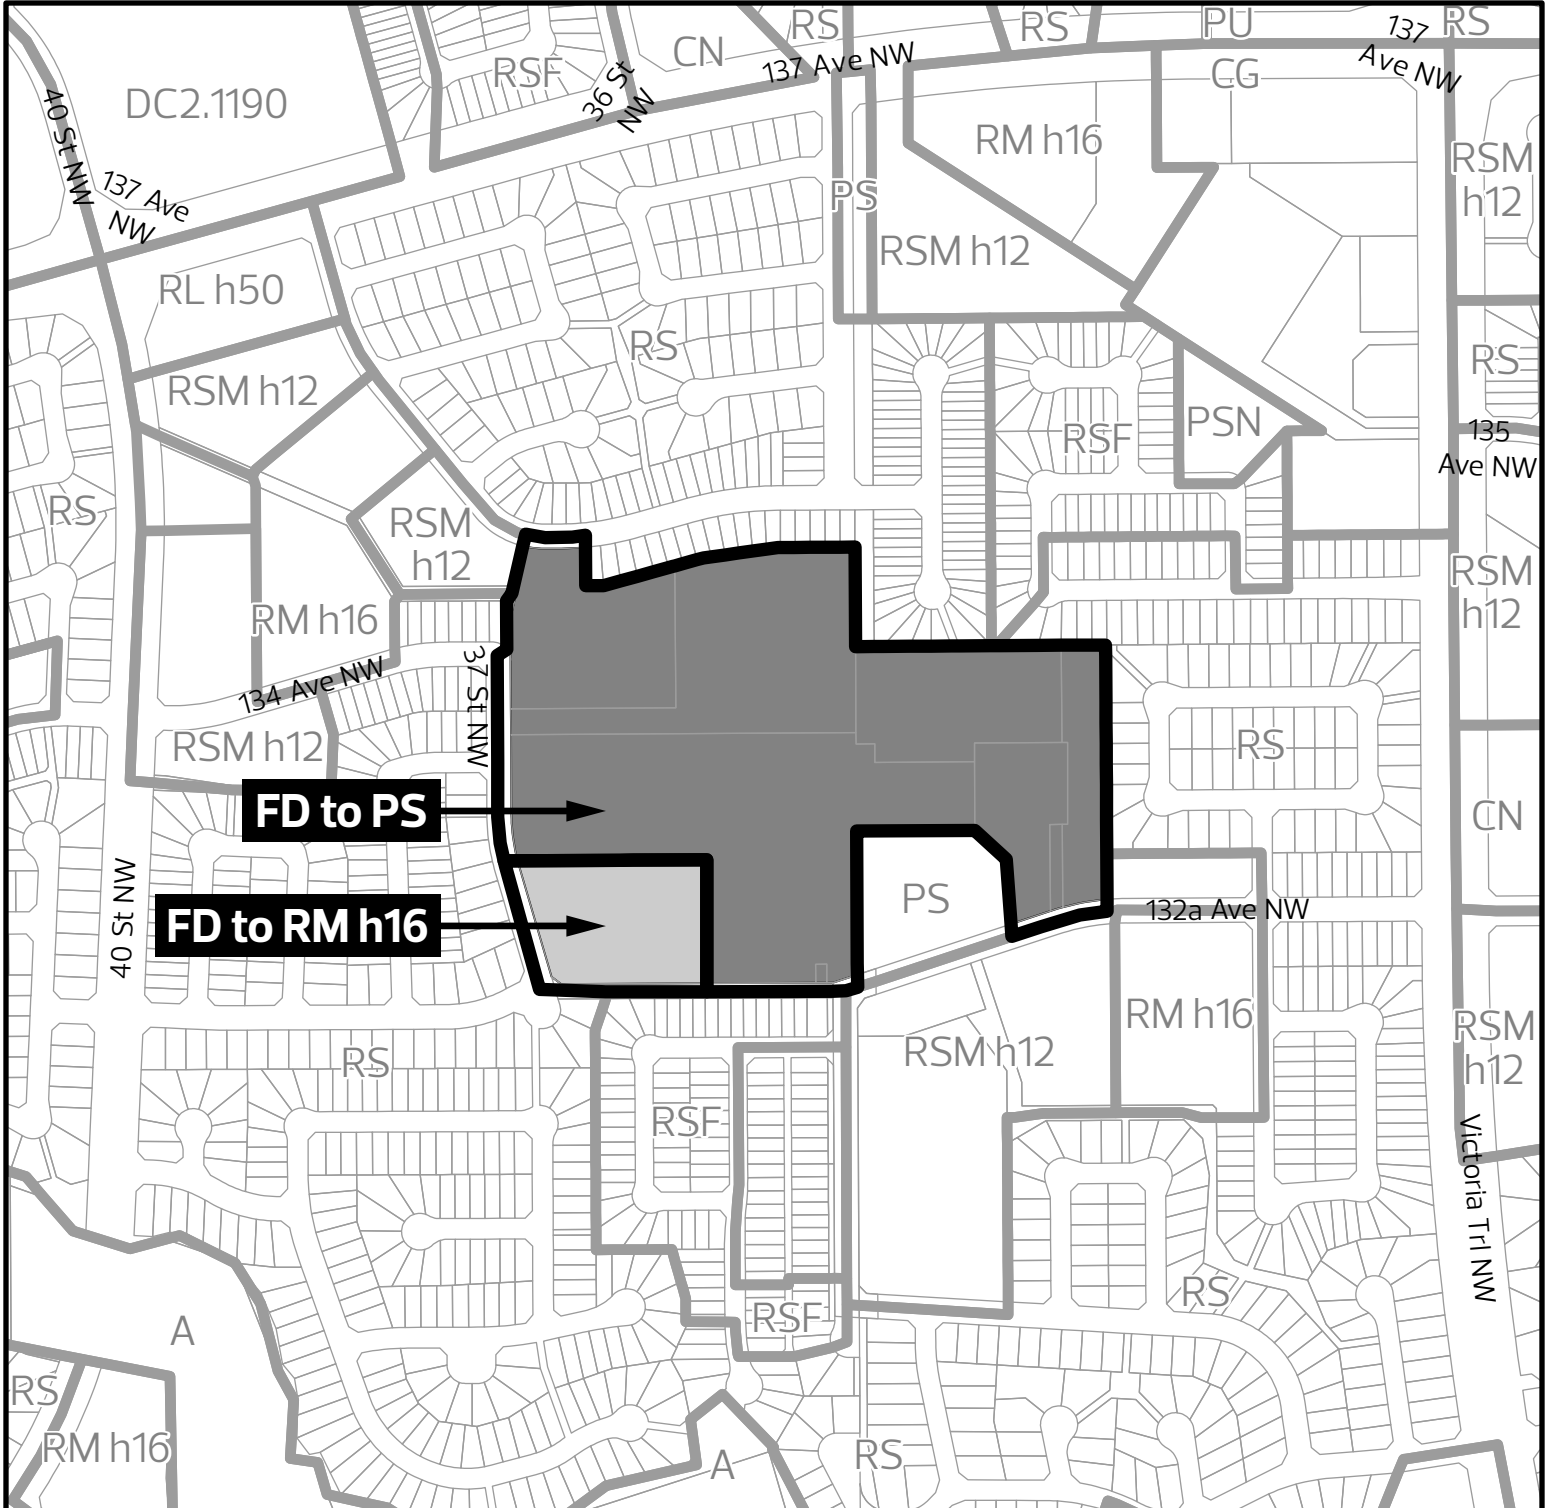 RS
RS
PU
137
Ave NW
RS
CN
137 Ave NW
RSF
36 St
NW
CG
DC2.1190
40 St NW
RM h16
RSM
h12
137 Ave
NW
PS
RSM h12
RL h50
RS
RS
RSM h12
PSN
RSF
135
Ave NW
RS
RSM
h12
RSM
h12
RM h16
37 St NW
134 Ave NW
RSM h12
RS
FD to PS
CN
40 St NW
PS
132a Ave NW
FD to RM h16
RM h16
RSM
h12
RSM h12
RS
RSF
Victoria Trl NW
RS
RSF
A
RS
RM h16
A
RS